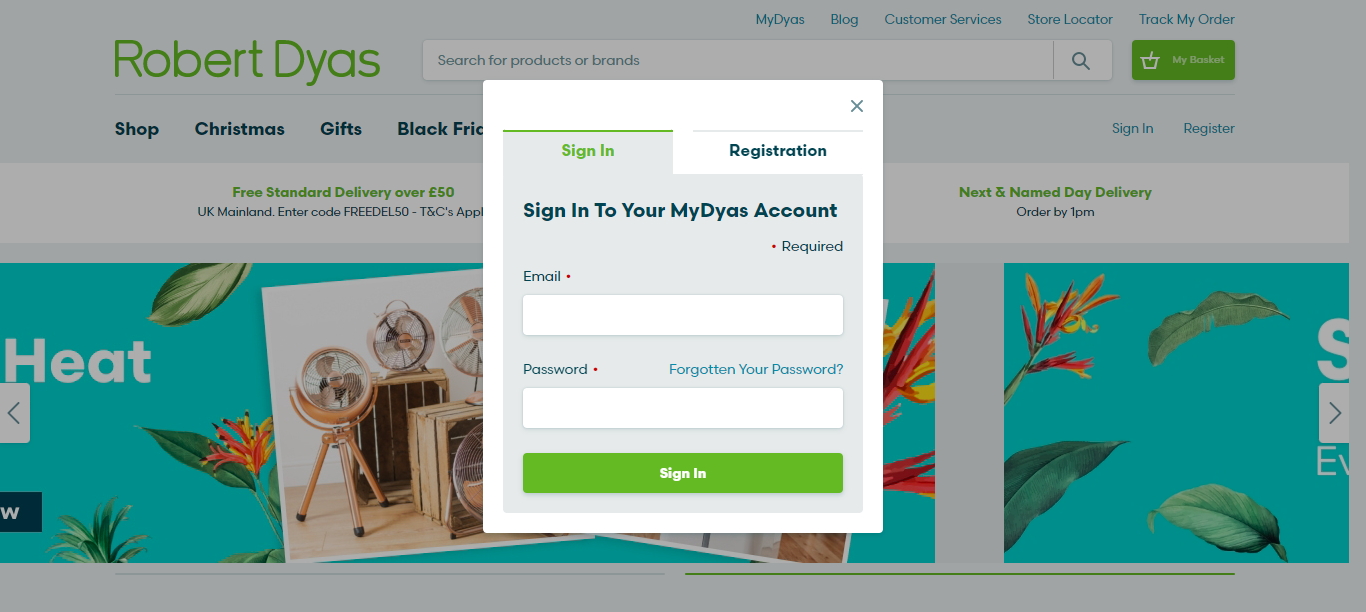 MyDyas Blog Customer Services Store Locator Track My Order
Robert Dyas
Search for products or brands
My Basket
Shop Christmas Gifts Black
Sign In Register
Free Standard Delivery over £50
UK Mainland. Enter code FREEDEL50 - T&C's
Next & Named Day Delivery
Order by 1pm
Sign In Registration
Sign In To Your MyDyas Account
• Required
Email •
Password • Forgotten Your Password?
Sign In
Heat